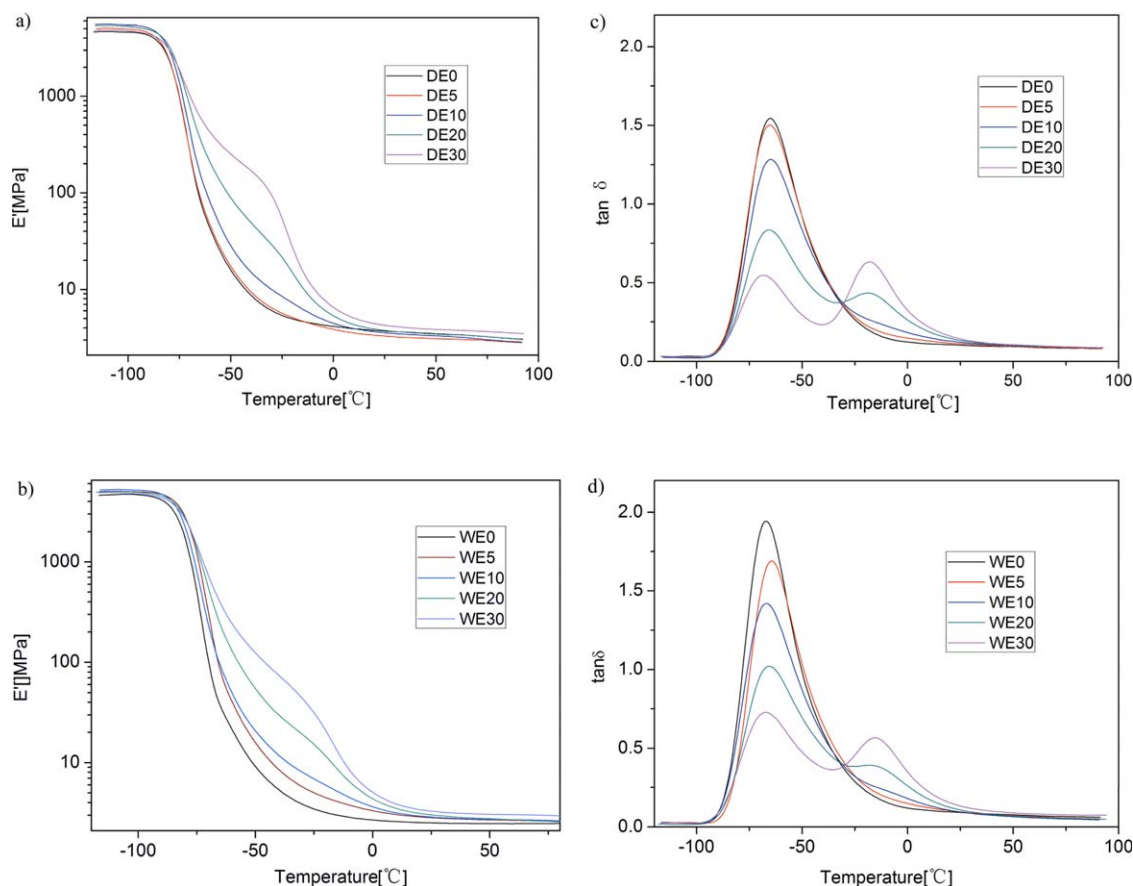 a)
E'[MPa]
1000
100
10
DE0
DE5
DE10
DE20
DE30
-100
-50
0
50
100
Temperature[℃]
c)
tan δ
2.0
1.5
1.0
0.5
0.0
DE0
DE5
DE10
DE20
DE30
-100
-50
0
50
100
Temperature[℃]
b)
E'[]MPa]
1000
100
10
WE0
WE5
WE10
WE20
WE30
-100
-50
0
50
Temperature[℃]
d)
tanδ
2.0
1.5
1.0
0.5
0.0
WE0
WE5
WE10
WE20
WE30
-100
-50
0
50
100
Temperature[℃]